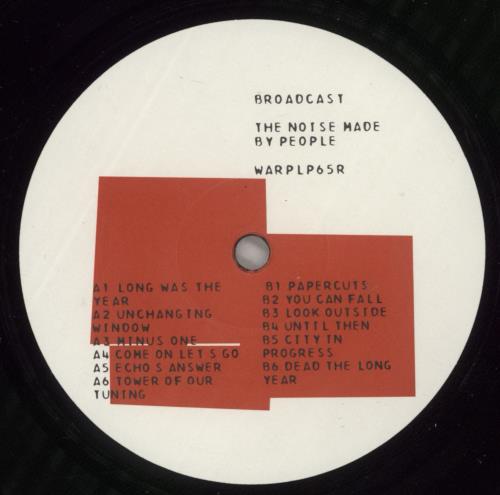 BROADCAST
THE NOISE MADE
BY PEOPLE
WARPLP65R
A1 LONG WAS THE
YEAR
A2 UNCHANGING
WINDOW
A3 MINUS ONE
A4 COME ON LET S GO
A5 ECHO S ANSWER
A6 TOWER OF OUR
TUNING
B1 PAPERCUTS
B2 YOU CAN FALL
B3 LOOK OUTSIDE
B4 UNTIL THEN
B5 CITY IN
PROGRESS
B6 DEAD THE LONG
YEAR